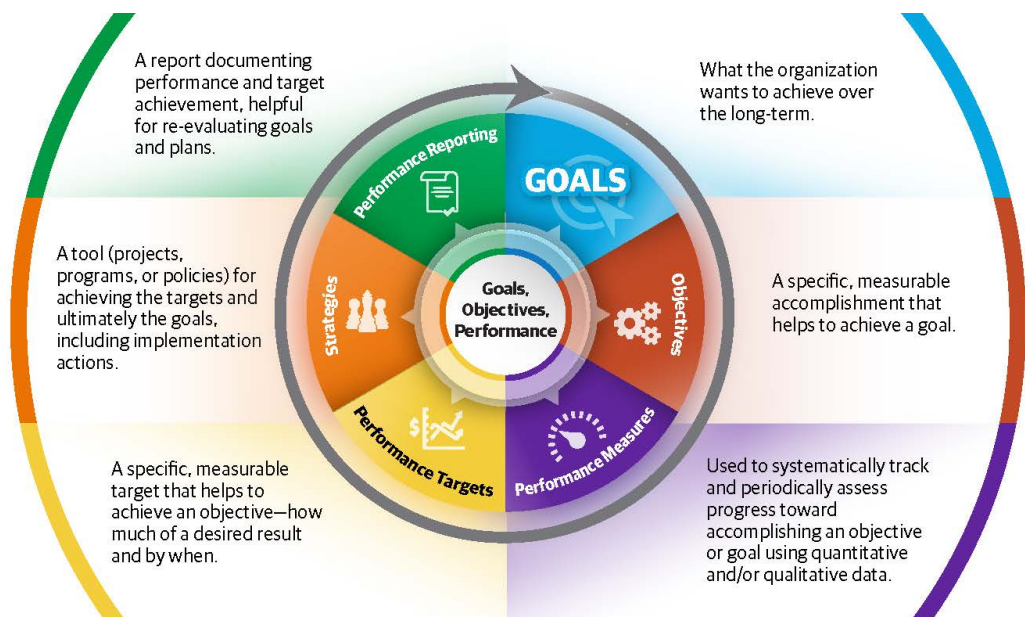 A report documenting
performance and target
achievement, helpful
for re-evaluating goals
and plans.
What the organization
wants to achieve over
the long-term.
Performance Reporting
GOALS
A tool (projects,
programs, or policies) for
achieving the targets and
ultimately the goals,
including implementation
actions.
Strategies
Goals,
Objectives,
Performance
Objectives
A specific, measurable
accomplishment that
helps to achieve a goal.
$
Performance Targets
Performance Measures
A specific, measurable
target that helps to
achieve an objective—how
much of a desired result
and by when.
Used to systematically track
and periodically assess
progress toward
accomplishing an objective
or goal using quantitative
and/or qualitative data.